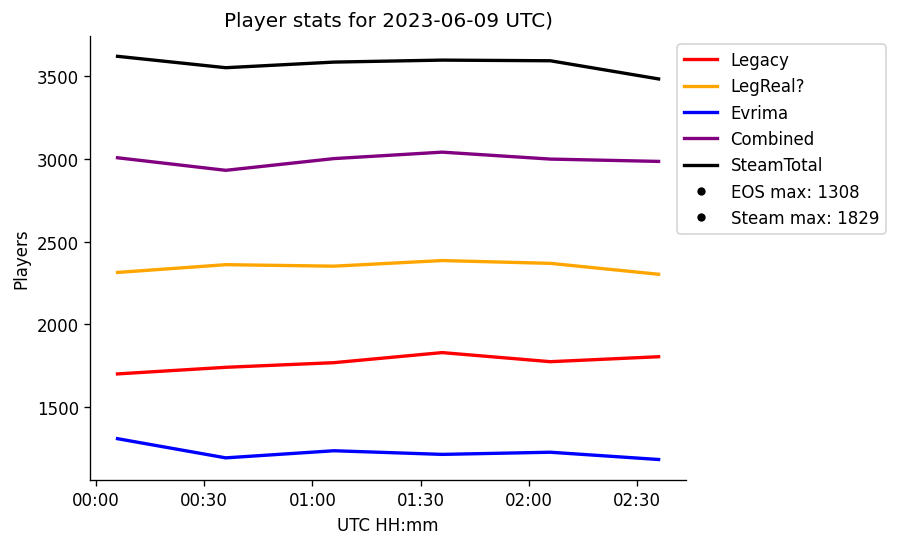 Player stats for 2023-06-09 UTC)
Legacy
LegReal?
Evrima
Combined
SteamTotal
EOS max: 1308
Steam max: 1829
Players
3500
3000
2500
2000
1500
00:00 00:30 01:00 01:30 02:00 02:30
UTC HH:mm